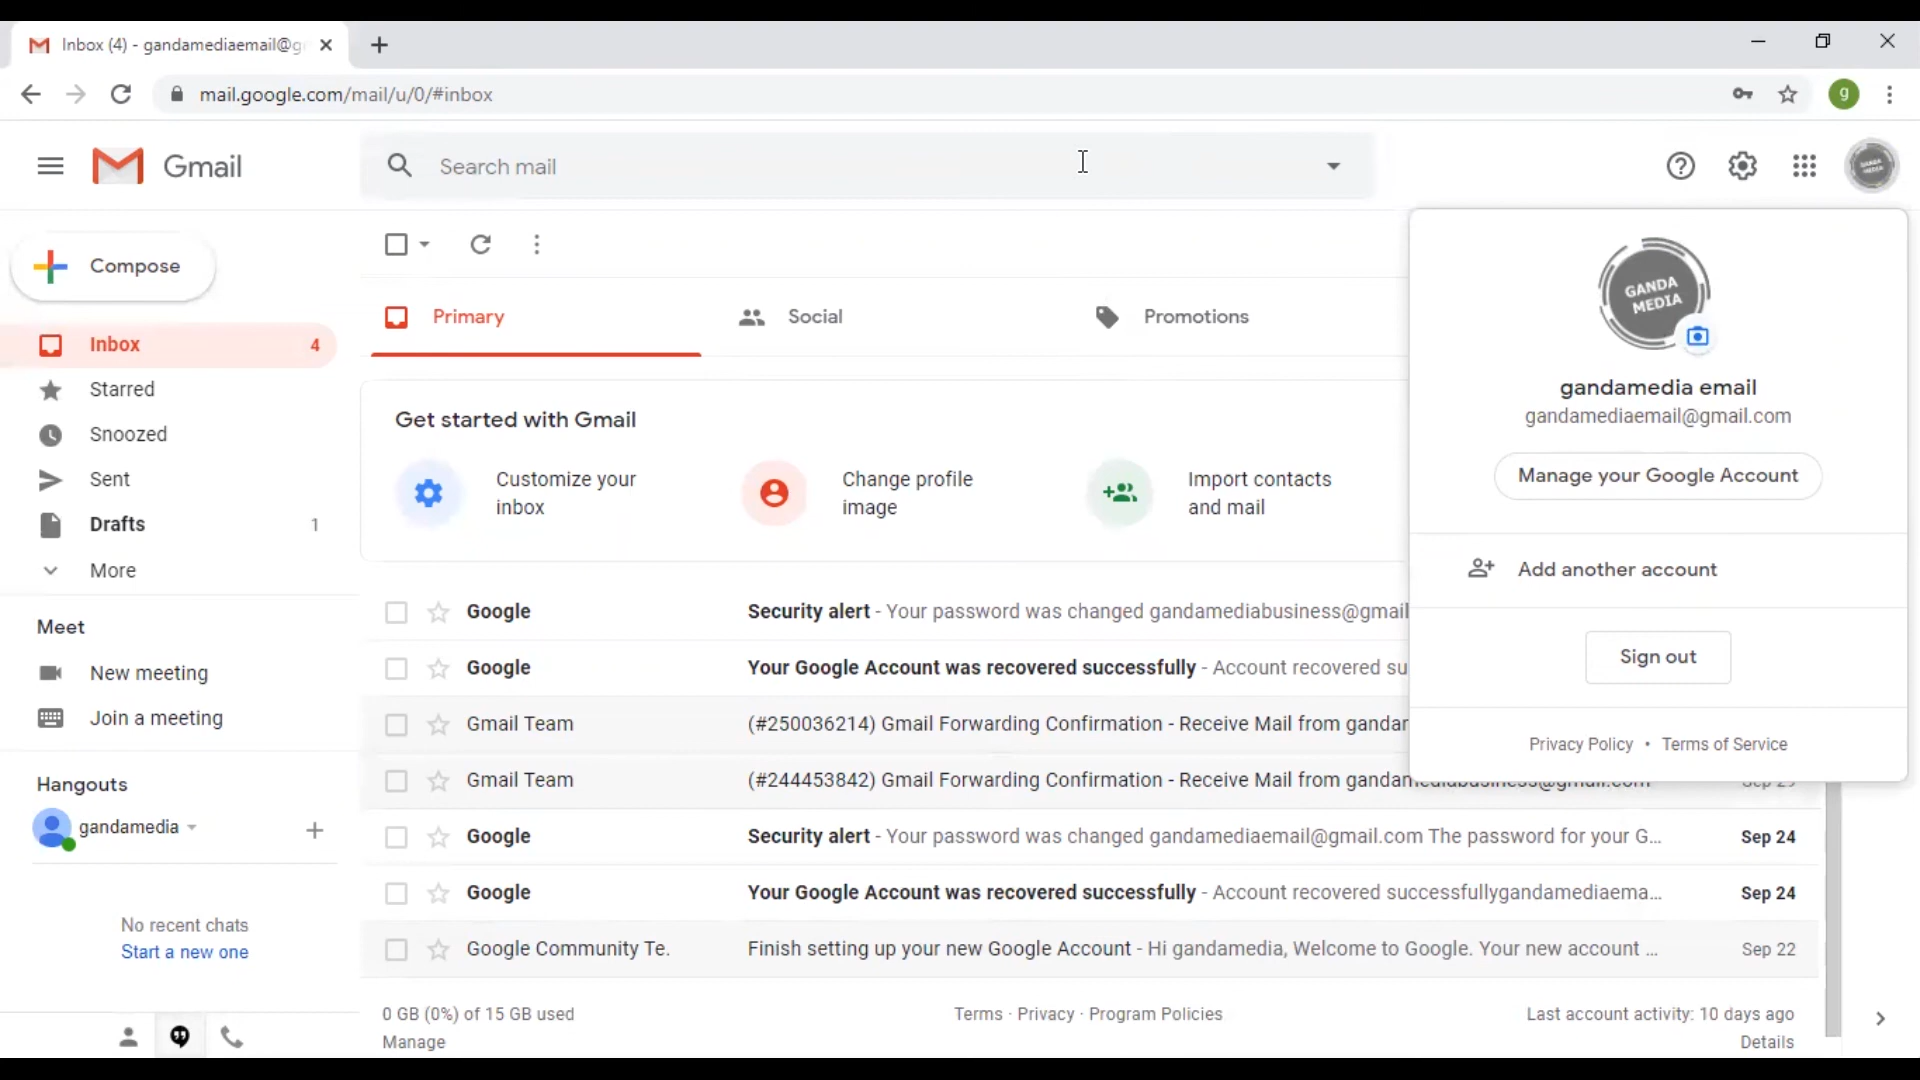 Inbox (4) - gandamediaemail@g
mail.google.com/mail/u/0/#inbox
g
Gmail
Search mail
GANDA MEDIA
Compose
Inbox 4
Starred
Snoozed
Sent
Drafts 1
More
Meet
New meeting
Join a meeting
Hangouts
gandamedia
No recent chats
Start a new one
Primary
Social
Promotions
Get started with Gmail
Customize your
inbox
Change profile
image
Import contacts
and mail
Google Security alert - Your password was changed gandamediabusiness@gmail
Google Your Google Account was recovered successfully - Account recovered su
Gmail Team (#250036214) Gmail Forwarding Confirmation - Receive Mail from gandar
Gmail Team (#244453842) Gmail Forwarding Confirmation - Receive Mail from gandamediabusiness@gmail.com
Google Security alert - Your password was changed gandamediaemail@gmail.com The password for your G... Sep 24
Google Your Google Account was recovered successfully - Account recovered successfullygandamediaema... Sep 24
Google Community Te. Finish setting up your new Google Account - Hi gandamedia, Welcome to Google. Your new account ... Sep 22
0 GB (0%) of 15 GB used
Manage
Terms · Privacy · Program Policies
Last account activity: 10 days ago
Details
GANDA
MEDIA
gandamedia email
gandamediaemail@gmail.com
Manage your Google Account
Add another account
Sign out
Privacy Policy • Terms of Service